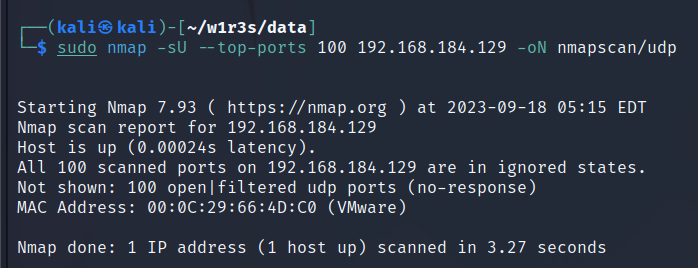 ┌──(kali㉿kali)-[~/w1r3s/data]
└─$ sudo nmap -sU --top-ports 100 192.168.184.129 -oN nmapscan/udp
Starting Nmap 7.93 ( https://nmap.org ) at 2023-09-18 05:15 EDT
Nmap scan report for 192.168.184.129
Host is up (0.00024s latency).
All 100 scanned ports on 192.168.184.129 are in ignored states.
Not shown: 100 open|filtered udp ports (no-response)
MAC Address: 00:0C:29:66:4D:C0 (VMware)
Nmap done: 1 IP address (1 host up) scanned in 3.27 seconds